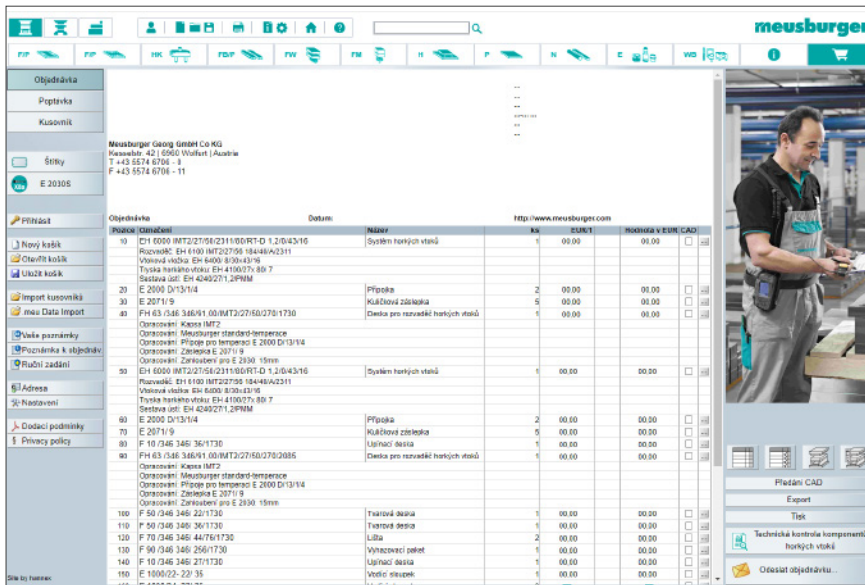 meusburger
F/P
F/P
HK
FB/F
FW
FM
H
P
N
E
WB
Objednávka
Poptávka
Kusovník
Štítky
E 20305
Přihlásit
Nový košík
Otevřít košík
Uložit košík
Import kusovníků
meu Data Import
Vaše poznámky
Poznámka k objednáv
Ruční zadání
Adresa
Nastavení
Dodací podmínky
§ Privacy policy
Site by hannes
--
--
--
--
--
Meusburger Georg GmbH Co KG
Kesselstr. 42 | 6960 Wolfurt | Austria
T +43 5574 6706 - 0
F +43 5574 6706 - 11
Objednávka Datum: http://www.meusburger.com
Pozice Označení Název ks EUR/1 Hodnota v EUR CAD
10 EH 6000 IMT2/27/56/2311/80/RT-D 1,2/0/43/16 Systém horkých vtoků 1 00,00 00,00
Rozvaděč: EH 6100 IMT2/27/56 184/48/A/2311
Vtoková vložka: EH 6400/ 8/30x43/16
Tryska horkého vtoku: EH 4100/27x 80/ 7
Sestava ústí: EH 4240/27/1,2/PMM
20 E 2000 D/13/1/4 Přípojka 2 00,00 00,00
30 E 2071/ 9 Kuličková záslepka 5 00,00 00,00
40 FH 63 /346 346/91,00/IMT2/27/50/270/1730 Deska pro rozvaděč horkých vtoků 1 00,00 00,00
Opracování: Kapsa IMT2
Opracování: Meusburger standard-temperace
Opracování: Přípoje pro temperaci E 2000 D/13/1/4
Opracování: Záslepka E 2071/ 9
Opracování: Zahloubení pro E 2030: 15mm
50 EH 6000 IMT2/27/56/2311/80/RT-D 1,2/0/43/16 Systém horkých vtoků 1 00,00 00,00
Rozvaděč: EH 6100 IMT2/27/56 184/48/A/2311
Vtoková vložka: EH 6400/ 8/30x43/16
Tryska horkého vtoku: EH 4100/27x 80/ 7
Sestava ústí: EH 4240/27/1,2/PMM
60 E 2000 D/13/1/4 Přípojka 2 00,00 00,00
70 E 2071/ 9 Kuličková záslepka 5 00,00 00,00
80 F 10 /346 346/ 36/1730 Upínací deska 1 00,00 00,00
90 FH 63 /346 346/91,00/IMT2/27/50/270/2085 Deska pro rozvaděč horkých vtoků 1 00,00 00,00
Opracování: Kapsa IMT2
Opracování: Meusburger standard-temperace
Opracování: Přípoje pro temperaci E 2000 D/13/1/4
Opracování: Záslepka E 2071/ 9
Opracování: Zahloubení pro E 2030: 15mm
100 F 50 /346 346/ 22/1730 Tvarová deska 1 00,00 00,00
110 F 50 /346 346/ 36/1730 Tvarová deska 1 00,00 00,00
120 F 70 /346 346/ 44/76/1730 Lišta 2 00,00 00,00
130 F 90 /346 346/ 256/1730 Vyhazovací paket 1 00,00 00,00
140 F 10 /346 346/ 27/1730 Upínací deska 1 00,00 00,00
150 E 1000/22- 22/ 35 Vodicí sloupek 1 00,00 00,00
Předání CAD
Export
Tisk
Technická kontrola komponentů
horkých vtoků
Odeslat objednávku...